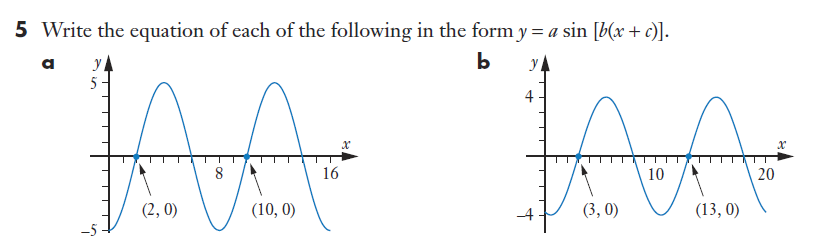 5 Write the equation of each of the following in the form y = a sin [b(x + c)].
a
y
5
x
8
16
(2, 0)
(10, 0)
–5
b
y
4
x
10
20
(3, 0)
(13, 0)
–4